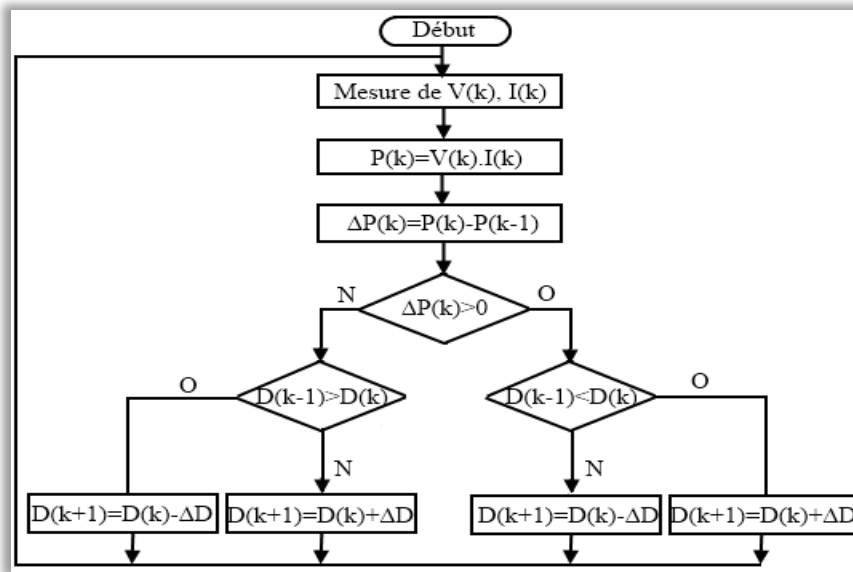 Début
Mesure de V(k), I(k)
P(k)=V(k).I(k)
ΔP(k)=P(k)-P(k-1)
N
ΔP(k)>0
O
O
D(k-1)>D(k)
D(k-1)<D(k)
O
N
N
D(k+1)=D(k)-ΔD
D(k+1)=D(k)+ΔD
D(k+1)=D(k)-ΔD
D(k+1)=D(k)+ΔD